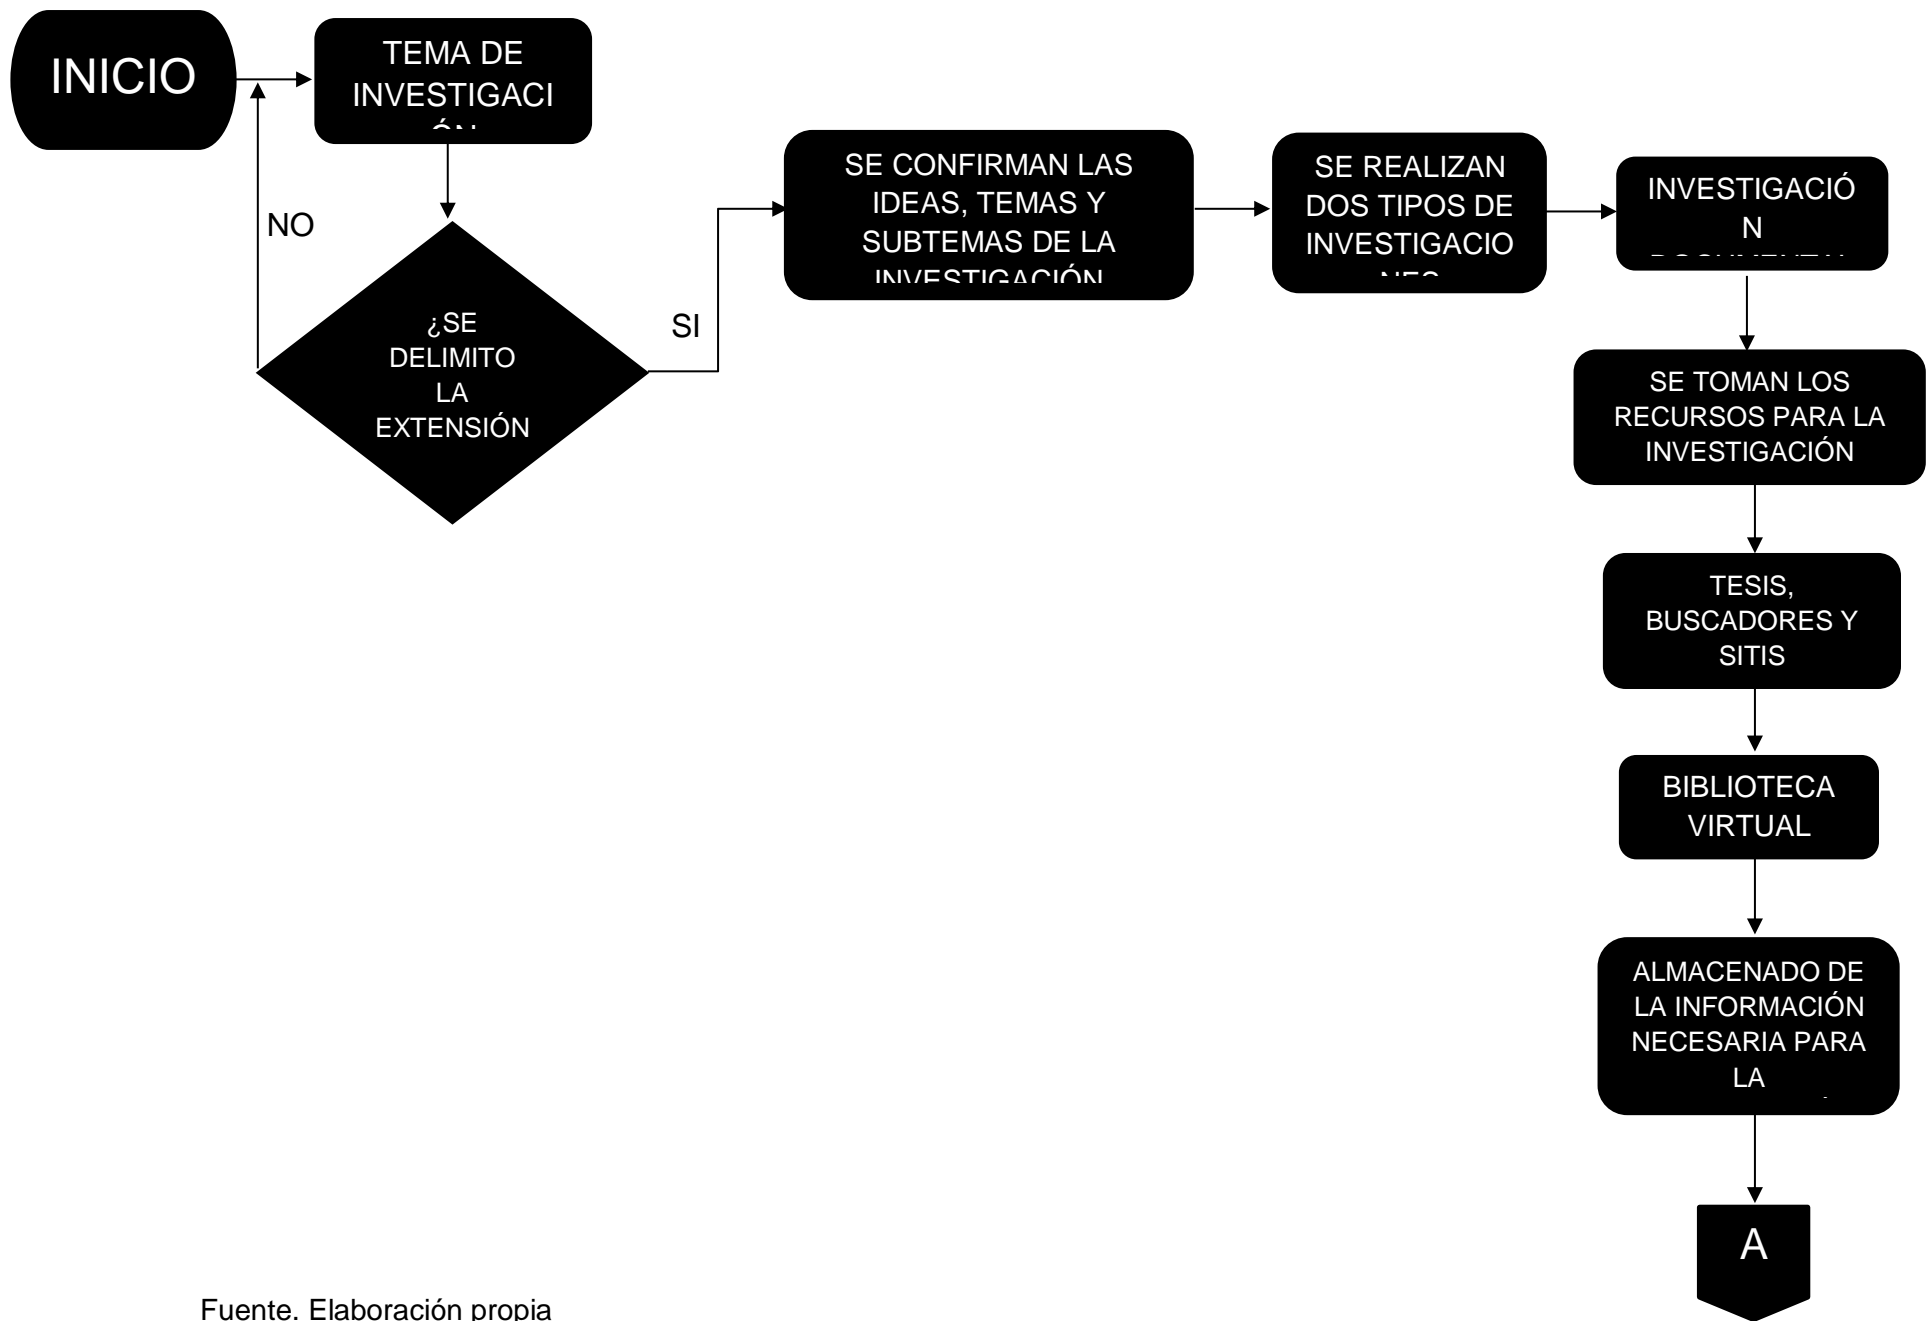 INICIO
TEMA DE
INVESTIGACI
NO
¿SE
DELIMITO
LA
EXTENSIÓN
SI
SE CONFIRMAN LAS
IDEAS, TEMAS Y
SUBTEMAS DE LA
INVESTIGACIÓN
SE REALIZAN
DOS TIPOS DE
INVESTIGACIO
INVESTIGACIÓ
N
SE TOMAN LOS
RECURSOS PARA LA
INVESTIGACIÓN
TESIS,
BUSCADORES Y
SITIS
BIBLIOTECA
VIRTUAL
ALMACENADO DE
LA INFORMACIÓN
NECESARIA PARA
LA
A
Fuente. Elaboración propia